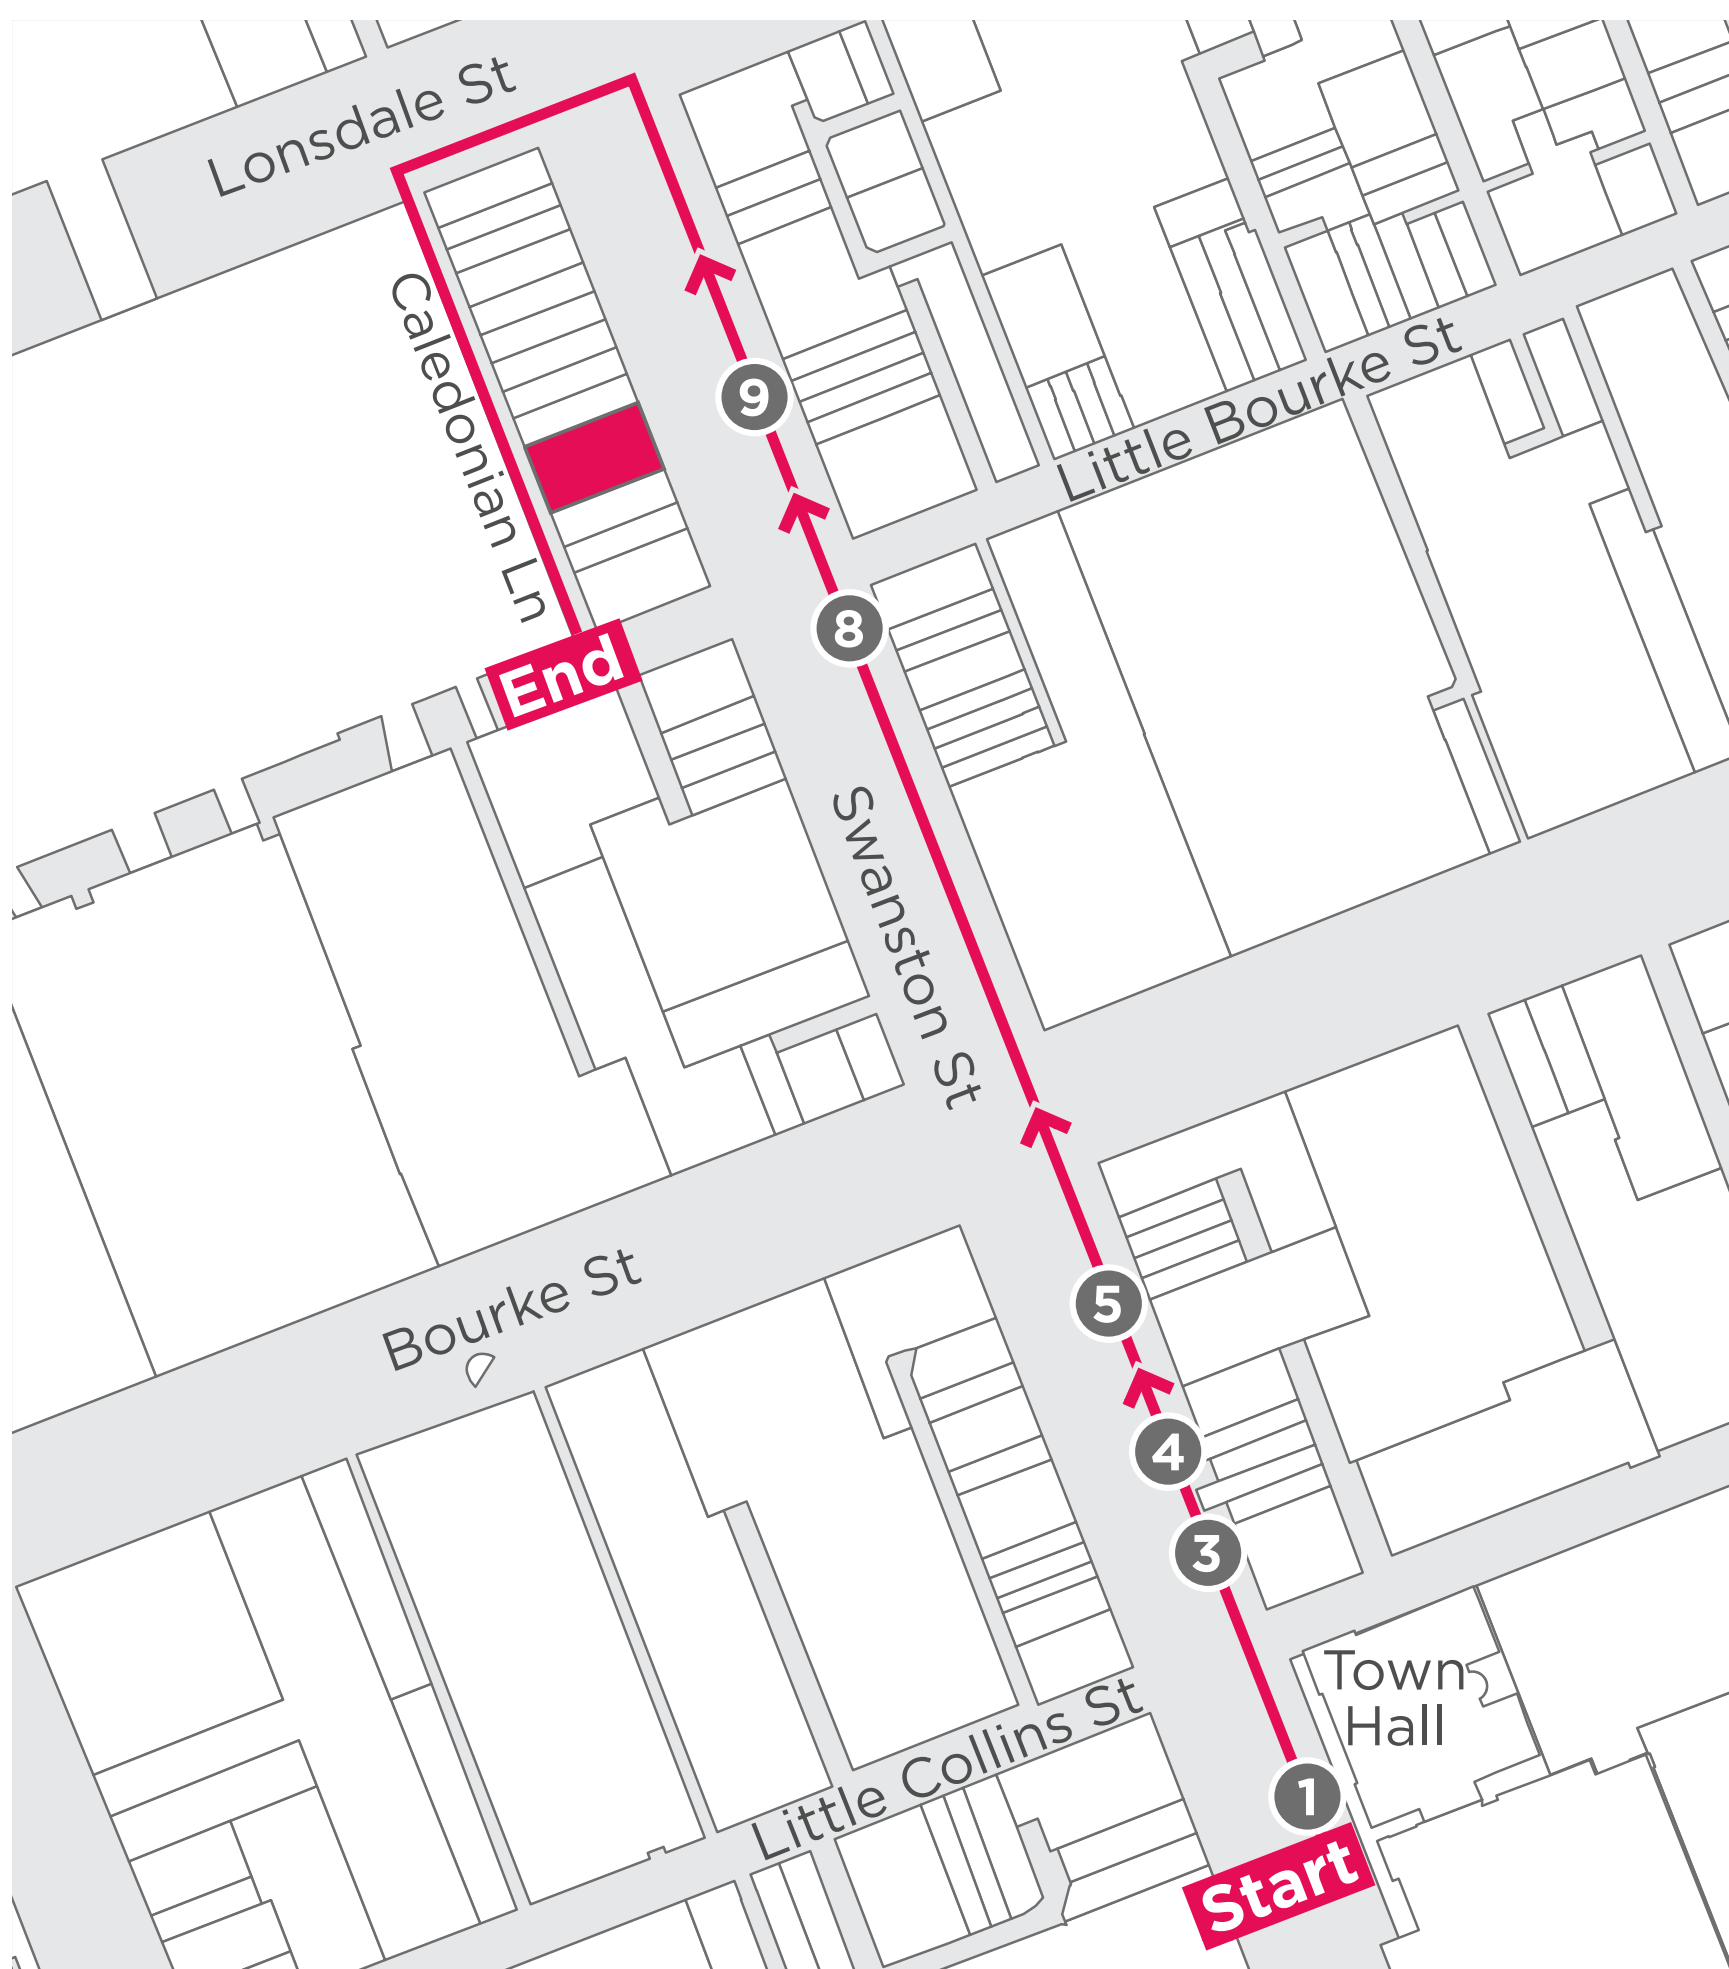 Lonsdale St
Caledonian Ln
9
Little Bourke St
8
End
Swanston St
Bourke St
5
4
3
Town
Hall
Little Collins St
1
Start